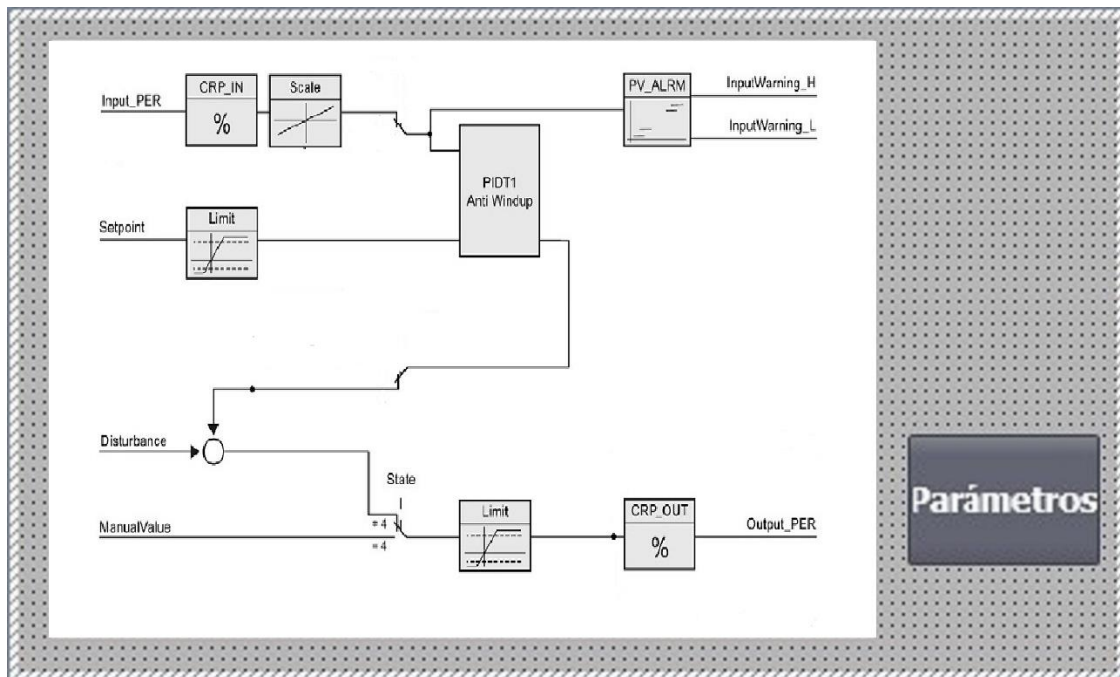 Input_PER
CRP_IN
%
Scale
PV_ALRM
InputWarning_H
InputWarning_L
PIDT1
Anti Windup
Setpoint
Limit
Disturbance
State
= 4
ManualValue
= 4
Limit
CRP_OUT
%
Output_PER
Parámetros